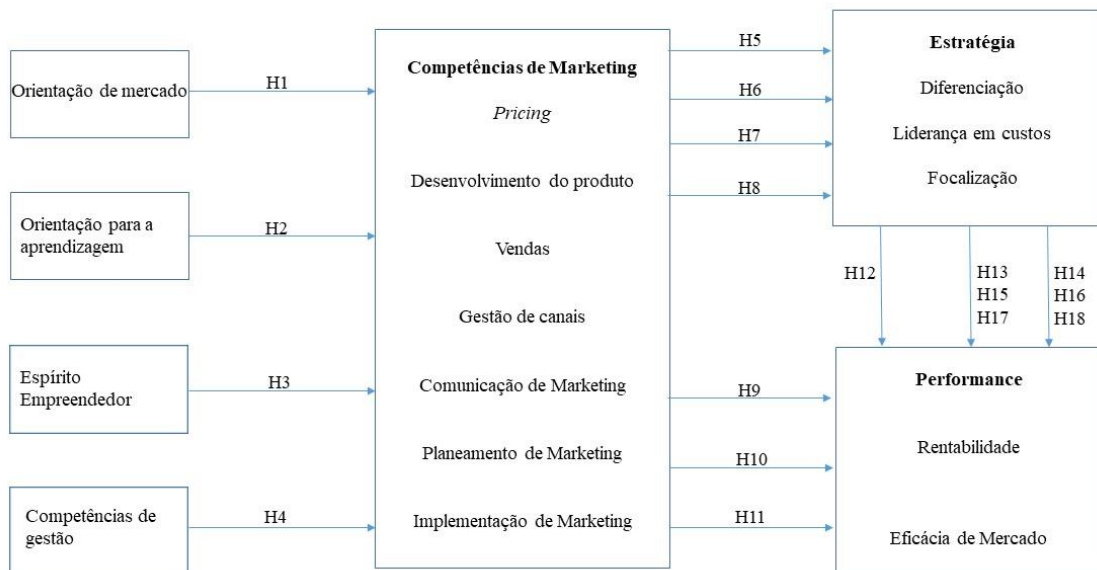 Orientação de mercado
H1
Orientação para a
aprendizagem
H2
Espírito
Empreendedor
H3
Competências de
gestão
H4
Competências de Marketing
Pricing
Desenvolvimento do produto
Vendas
Gestão de canais
Comunicação de Marketing
Planeamento de Marketing
Implementação de Marketing
H5
H6
H7
H8
Estratégia
Diferenciação
Liderança em custos
Focalização
H12
H13
H15
H17
H14
H16
H18
H9
H10
H11
Performance
Rentabilidade
Eficácia de Mercado